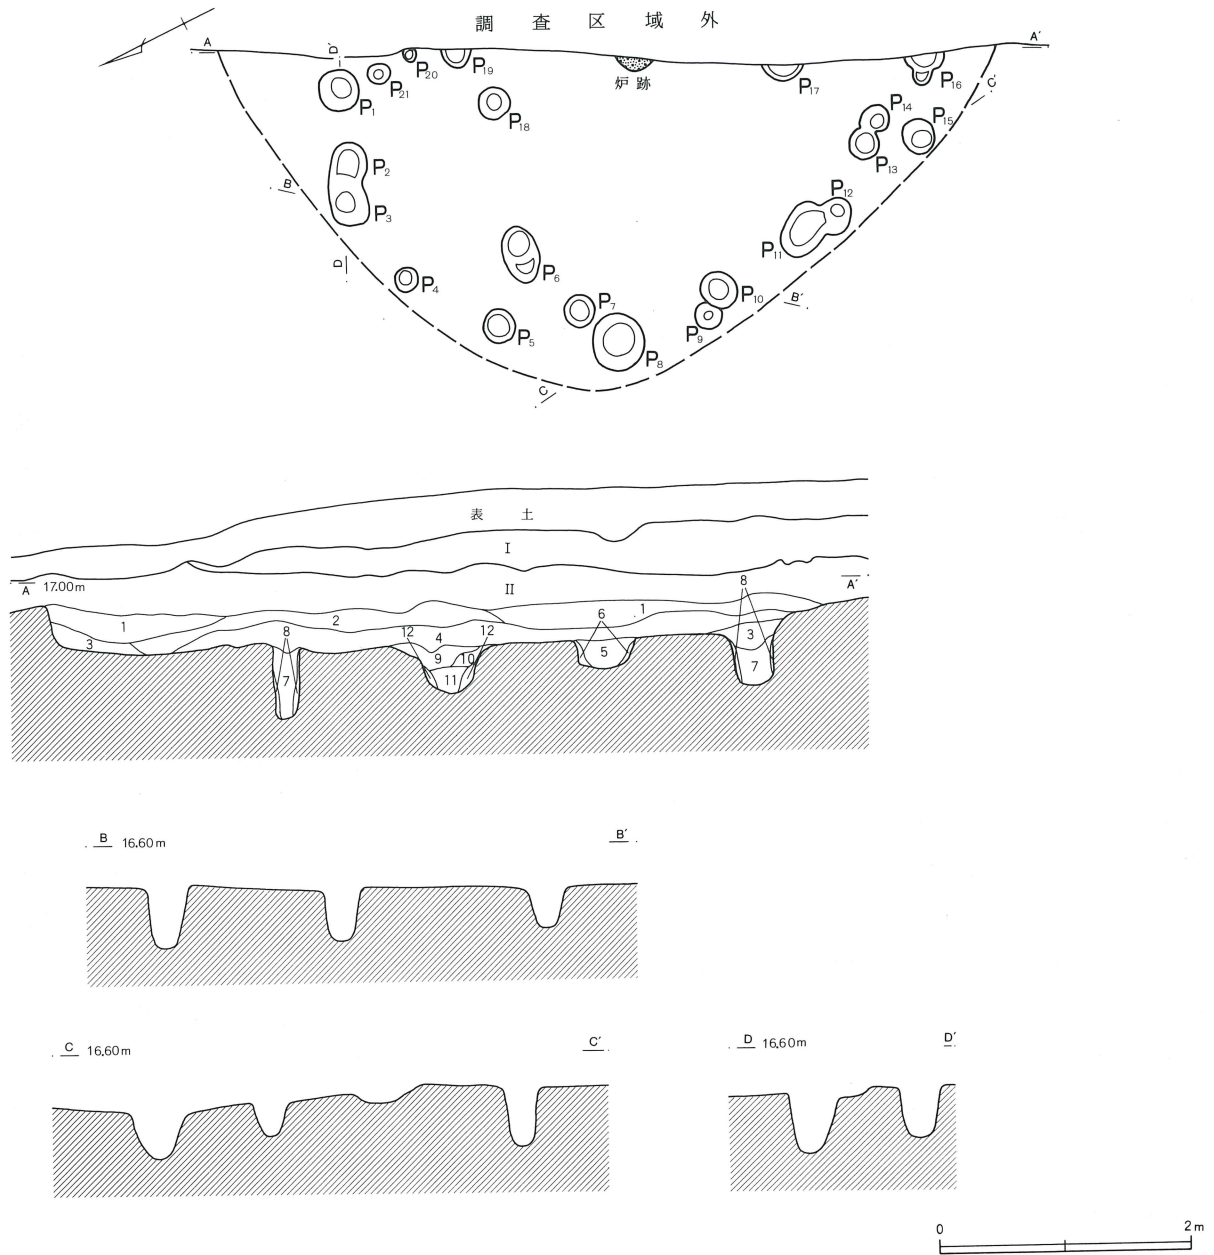 調査区域外
A
A′
D′
P20
P19
炉跡
P21
P1
P18
P17
P16
C′
P14
P15
P13
P2
B
P3
P12
P11
D
P4
P6
P10
B′
P7
P9
P5
P8
C
表土
I
A 17.00m
II
A′
8
1
2
6
1
3
8
12
4
12
3
9
10
5
7
11
7
B 16.60m
B′
C 16.60m
C′
D 16.60m
D′
0
2m